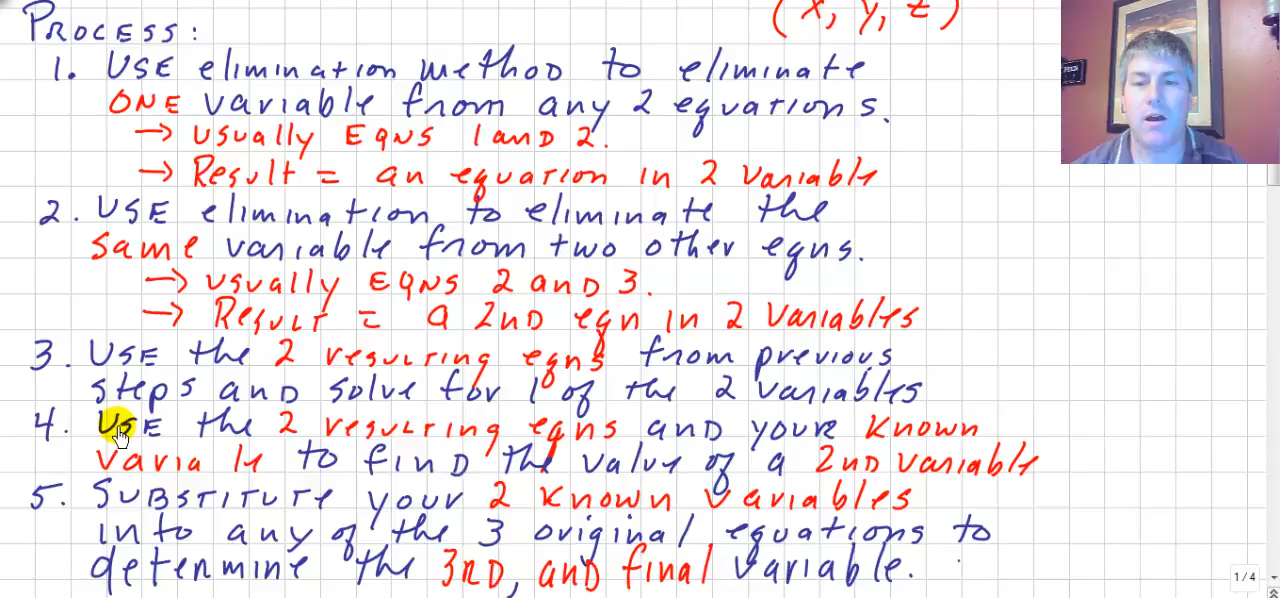 PROCESS:
(x, y, z)
1. USE elimination method to eliminate
ONE variable from any 2 equations.
→ usually EQNS 1 and 2.
→ Result = an equation in 2 variable
2. USE elimination to eliminate the
same variable from two other eqns.
→ usually EQNS 2 and 3.
→ Result = a 2nd eqn in 2 variables
3. USE the 2 resulting eqns from previous
steps and solve for 1 of the 2 variables
4. USE the 2 resulting eqns and your known
variable to find the value of a 2nd variable
5. SUBSTITUTE your 2 known variables
into any of the 3 original equations to
determine the 3RD, and final variable.
1/4